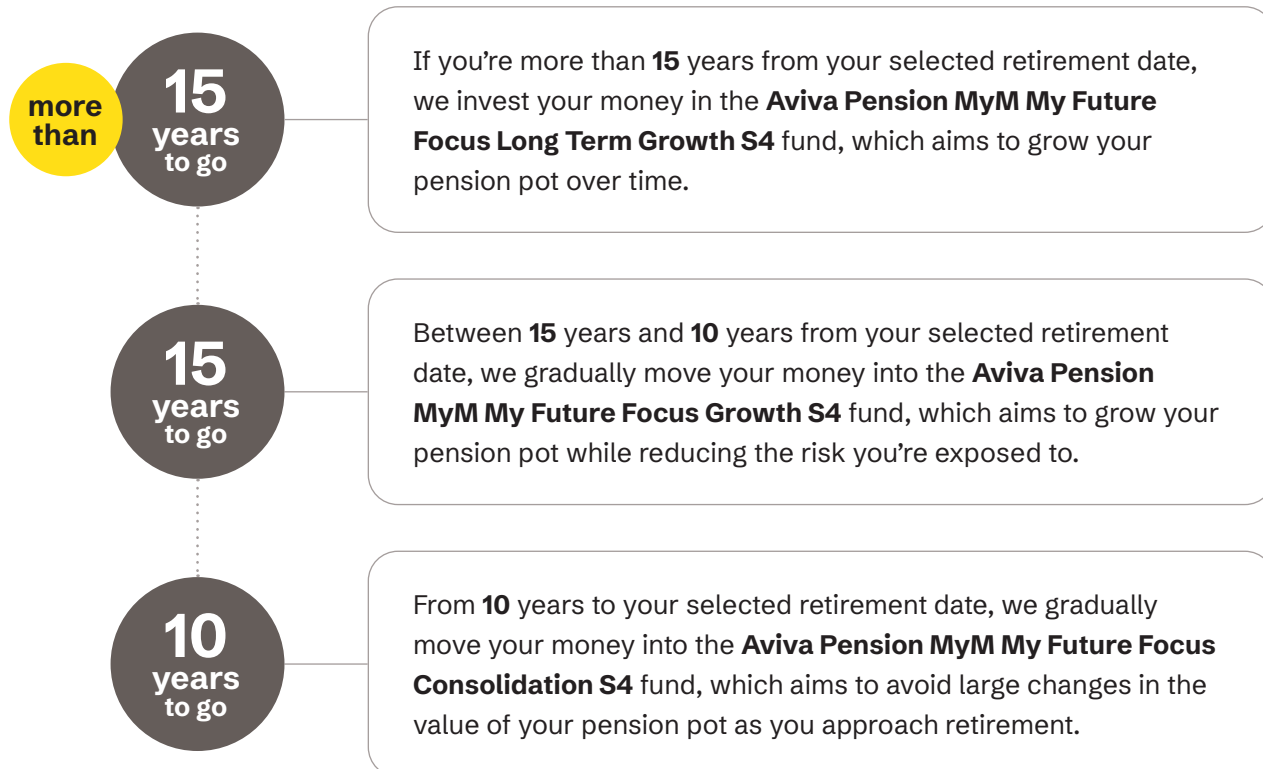 more
than
15
years
to go
If you’re more than 15 years from your selected retirement date,
we invest your money in the Aviva Pension MyM My Future
Focus Long Term Growth S4 fund, which aims to grow your
pension pot over time.
15
years
to go
Between 15 years and 10 years from your selected retirement
date, we gradually move your money into the Aviva Pension
MyM My Future Focus Growth S4 fund, which aims to grow your
pension pot while reducing the risk you’re exposed to.
10
years
to go
From 10 years to your selected retirement date, we gradually
move your money into the Aviva Pension MyM My Future Focus
Consolidation S4 fund, which aims to avoid large changes in the
value of your pension pot as you approach retirement.